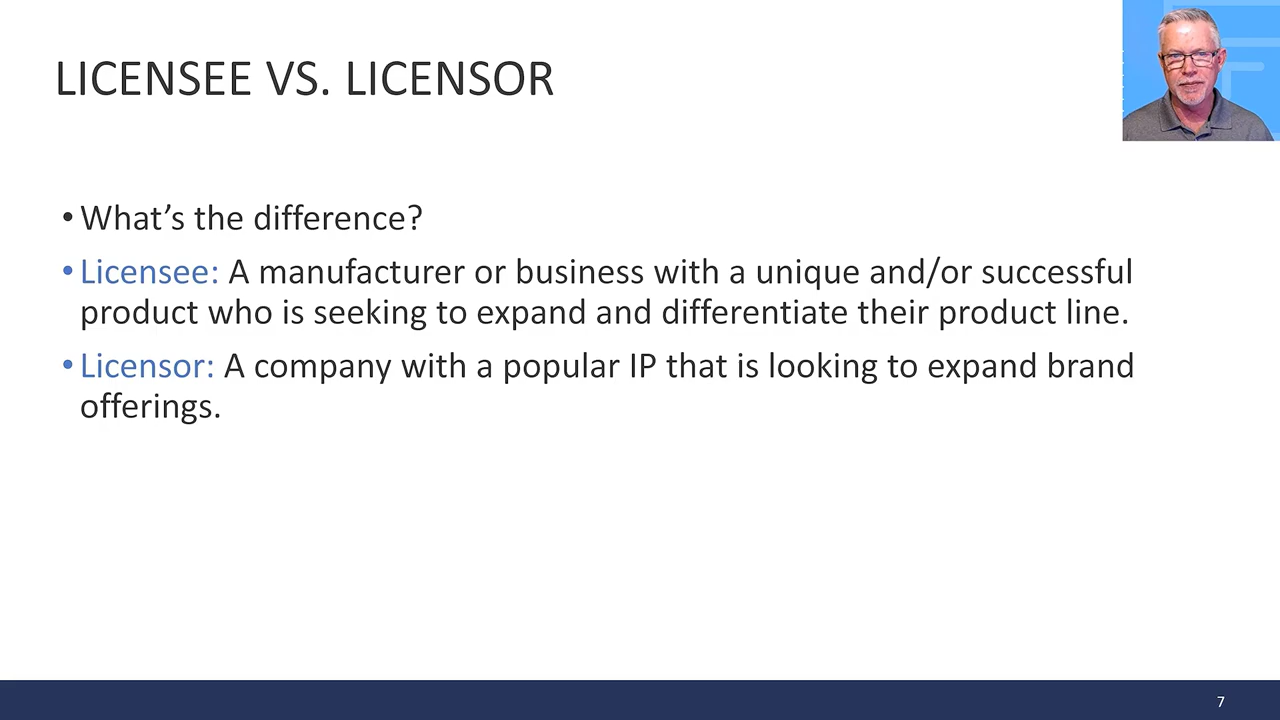 LICENSEE VS. LICENSOR
•What’s the difference?
•Licensee: A manufacturer or business with a unique and/or successful
product who is seeking to expand and differentiate their product line.
•Licensor: A company with a popular IP that is looking to expand brand
offerings.
7